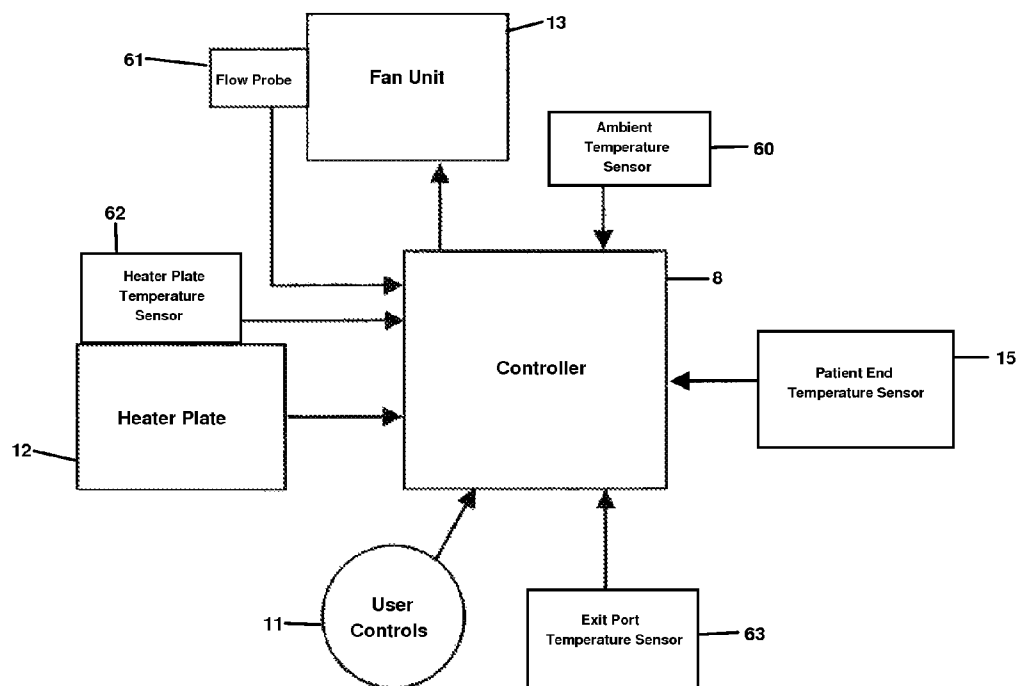 13
61
Flow Probe
Fan Unit
Ambient
Temperature
Sensor
60
62
Heater Plate
Temperature
Sensor
8
Controller
Patient End
Temperature Sensor
15
Heater Plate
12
User
Controls
11
Exit Port
Temperature Sensor
63